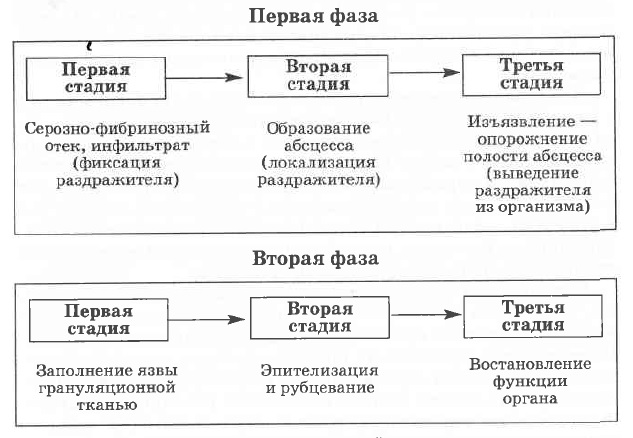 Первая фаза
Первая
стадия
Вторая
стадия
Третья
стадия
Серозно-фибринозный
отек, инфильтрат
(фиксация
раздражителя)
Образование
абсцесса
(локализация
раздражителя)
Изъязвление —
опорожнение
полости абсцесса
(выведение
раздражителя
из организма)
Вторая фаза
Первая
стадия
Вторая
стадия
Третья
стадия
Заполнение язвы
грануляционной
тканью
Эпителизация
и рубцевание
Востановление
функции
органа